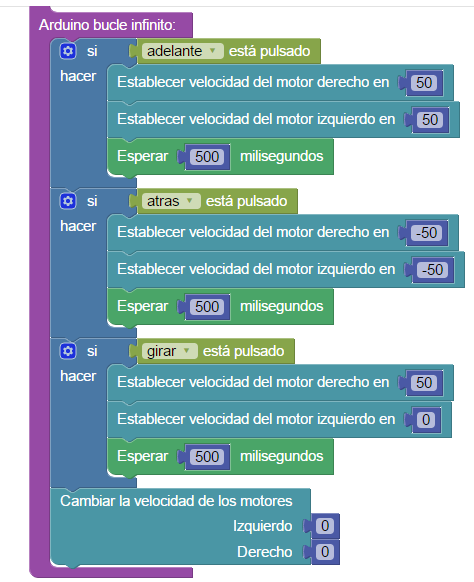 Arduino bucle infinito:
si adelante está pulsado
hacer Establecer velocidad del motor derecho en 50
Establecer velocidad del motor izquierdo en 50
Esperar 500 milisegundos
si atras está pulsado
hacer Establecer velocidad del motor derecho en -50
Establecer velocidad del motor izquierdo en -50
Esperar 500 milisegundos
si girar está pulsado
hacer Establecer velocidad del motor derecho en 50
Establecer velocidad del motor izquierdo en 0
Esperar 500 milisegundos
Cambiar la velocidad de los motores
Izquierdo 0
Derecho 0